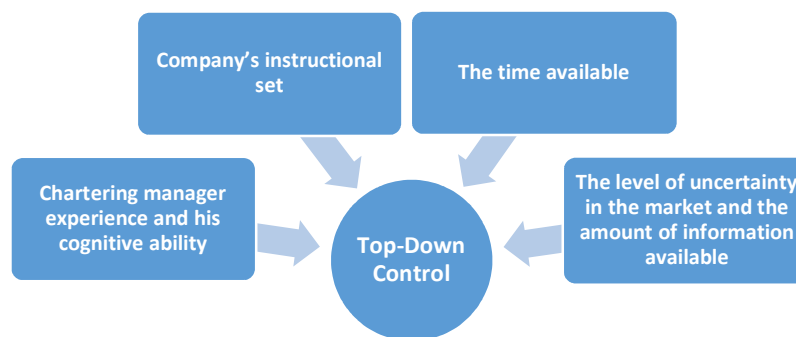 Company's instructional
set
The time available
Chartering manager
experience and his
cognitive ability
The level of uncertainty
in the market and the
amount of information
available
Top-Down
Control